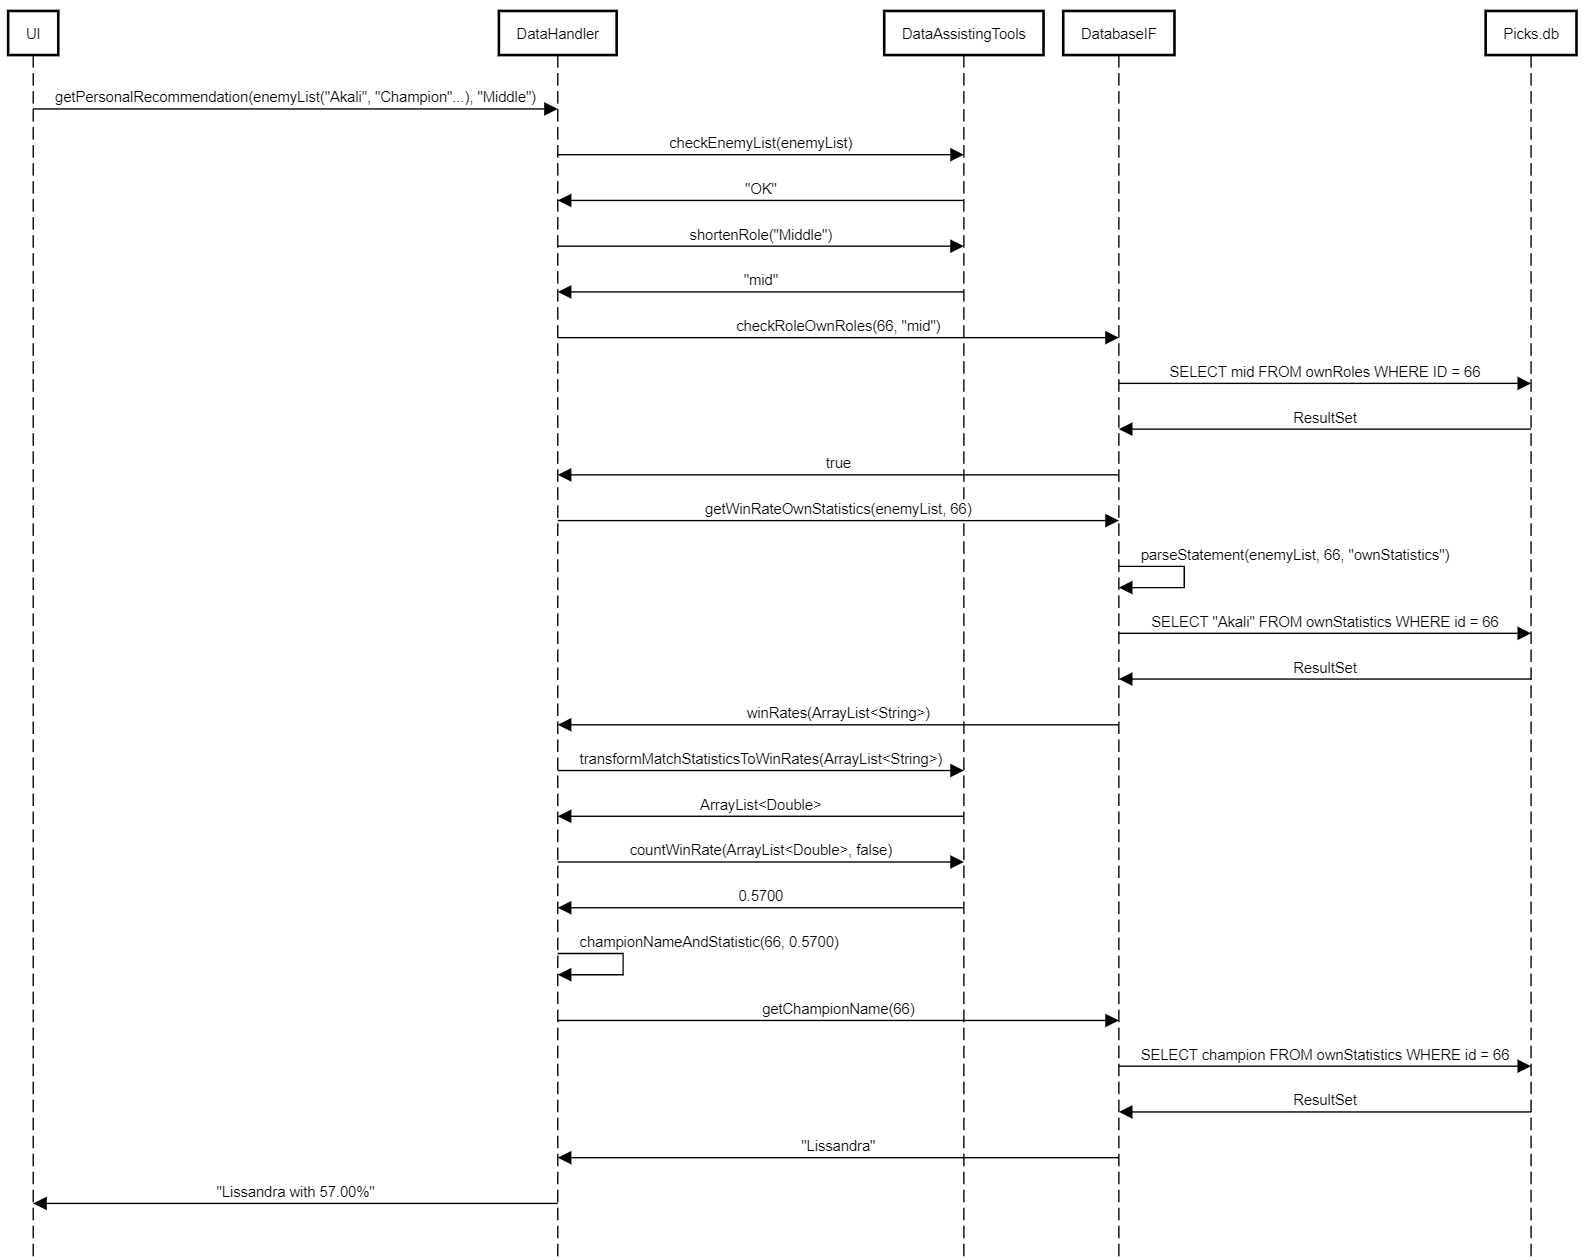 UI
DataHandler
DataAssistingTools
DatabaseIF
Picks.db
getPersonalRecommendation(enemyList("Akali", "Champion"...), "Middle")
checkEnemyList(enemyList)
"OK"
shortenRole("Middle")
"mid"
checkRoleOwnRoles(66, "mid")
SELECT mid FROM ownRoles WHERE ID = 66
ResultSet
true
getWinRateOwnStatistics(enemyList, 66)
parseStatement(enemyList, 66, "ownStatistics")
SELECT "Akali" FROM ownStatistics WHERE id = 66
ResultSet
winRates(ArrayList<String>)
transformMatchStatisticsToWinRates(ArrayList<String>)
ArrayList<Double>
countWinRate(ArrayList<Double>, false)
0.5700
championNameAndStatistic(66, 0.5700)
getChampionName(66)
SELECT champion FROM ownStatistics WHERE id = 66
ResultSet
"Lissandra"
"Lissandra with 57.00%"